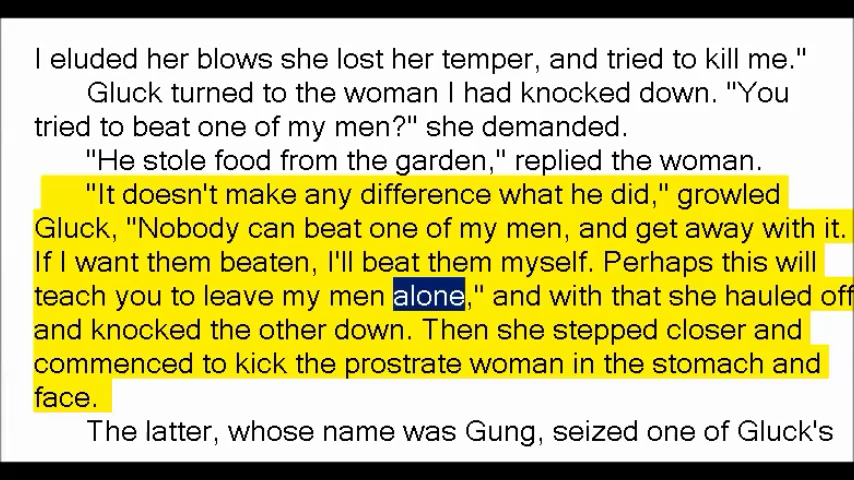 I eluded her blows she lost her temper, and tried to kill me."
Gluck turned to the woman I had knocked down. "You
tried to beat one of my men?" she demanded.
"He stole food from the garden," replied the woman.
"It doesn't make any difference what he did," growled
Gluck, "Nobody can beat one of my men, and get away with it.
If I want them beaten, I'll beat them myself. Perhaps this will
teach you to leave my men alone," and with that she hauled off
and knocked the other down. Then she stepped closer and
commenced to kick the prostrate woman in the stomach and
face.
The latter, whose name was Gung, seized one of Gluck's